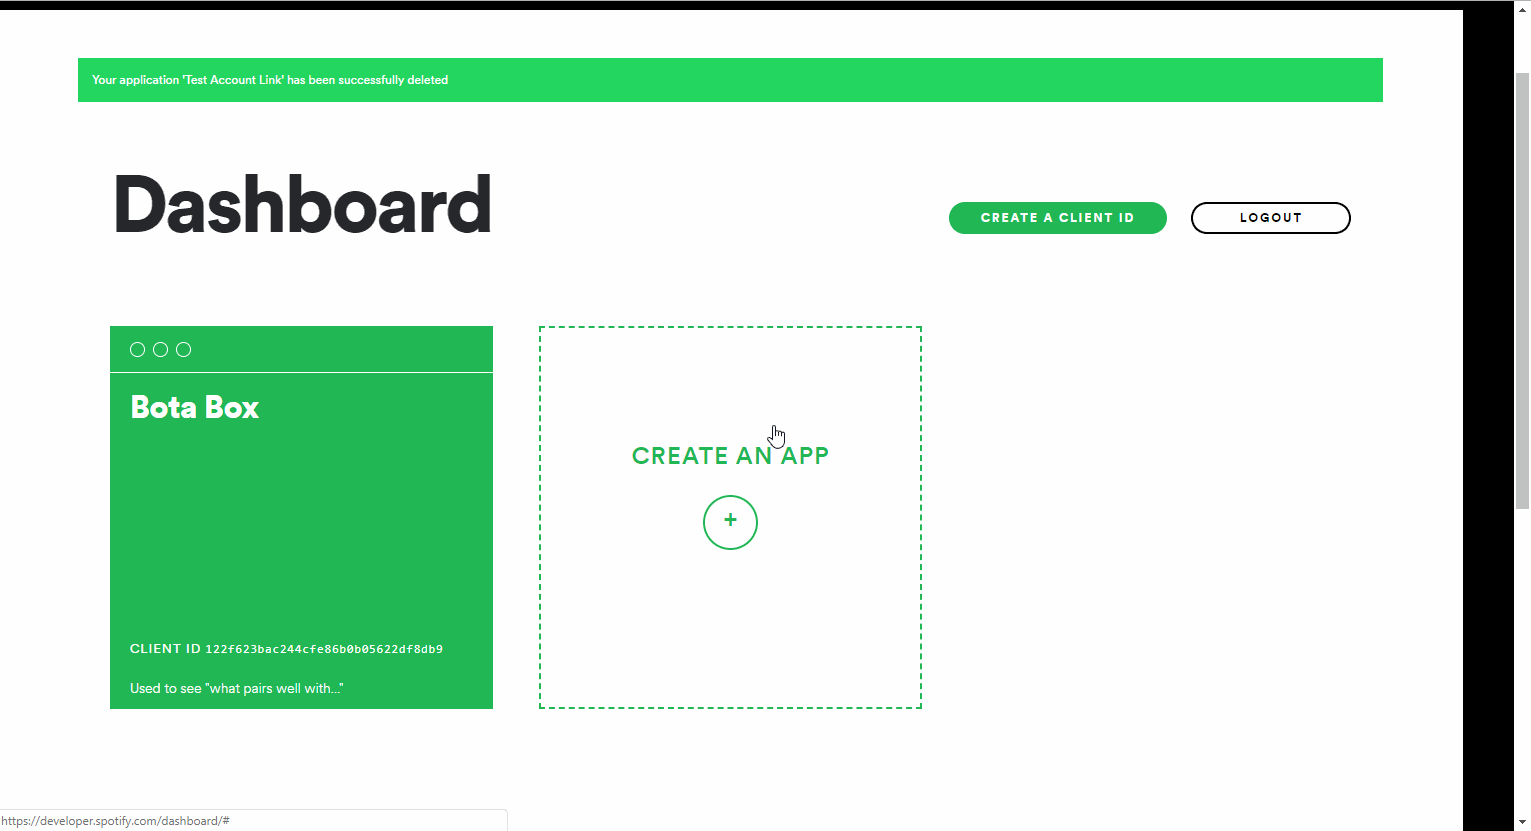 Your application 'Test Account Link' has been successfully deleted
Dashboard
CREATE A CLIENT ID
LOGOUT
Bota Box
CREATE AN APP
+
CLIENT ID 122f623bac244cfe86b0b05622df8db9
Used to see "what pairs well with..."
https://developer.spotify.com/dashboard/#